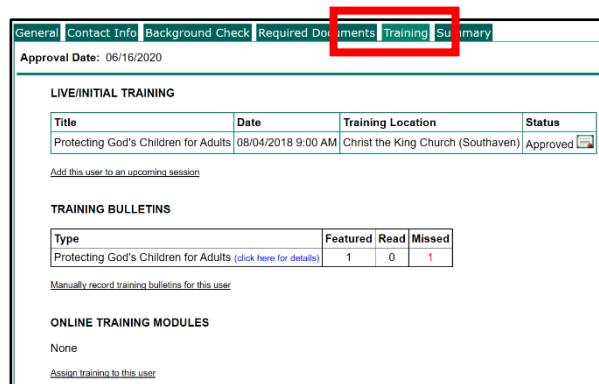 General Contact Info Background Check Required Documents Training Summary
Approval Date: 06/16/2020
LIVE/INITIAL TRAINING
Title Date Training Location Status
Protecting God's Children for Adults 08/04/2018 9:00 AM Christ the King Church (Southaven) Approved
Add this user to an upcoming session
TRAINING BULLETINS
Type Featured Read Missed
Protecting God's Children for Adults (click here for details) 1 0 1
Manually record training bulletins for this user
ONLINE TRAINING MODULES
None
Assign training to this user